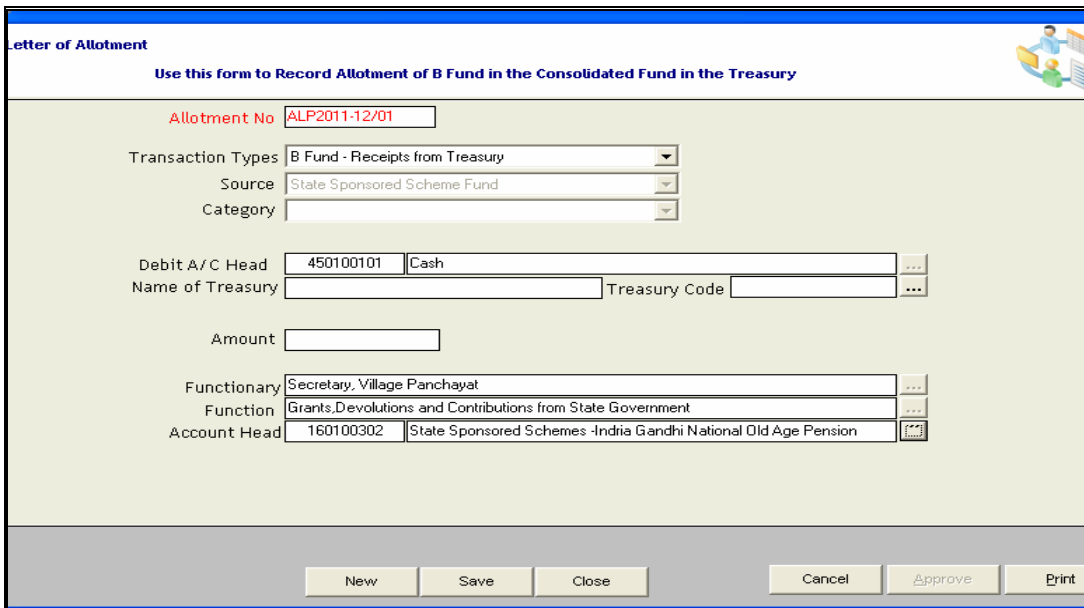 Letter of Allotment
Use this form to Record Allotment of B Fund in the Consolidated Fund in the Treasury
Allotment No ALP2011-12/01
Transaction Types B Fund - Receipts from Treasury
Source State Sponsored Scheme Fund
Category
Debit A/C Head 450100101 Cash ...
Name of Treasury Treasury Code ...
Amount
Functionary Secretary, Village Panchayat ...
Function Grants,Devolutions and Contributions from State Government ...
Account Head 160100302 State Sponsored Schemes -Indria Gandhi National Old Age Pension ...
New Save Close Cancel Approve Print